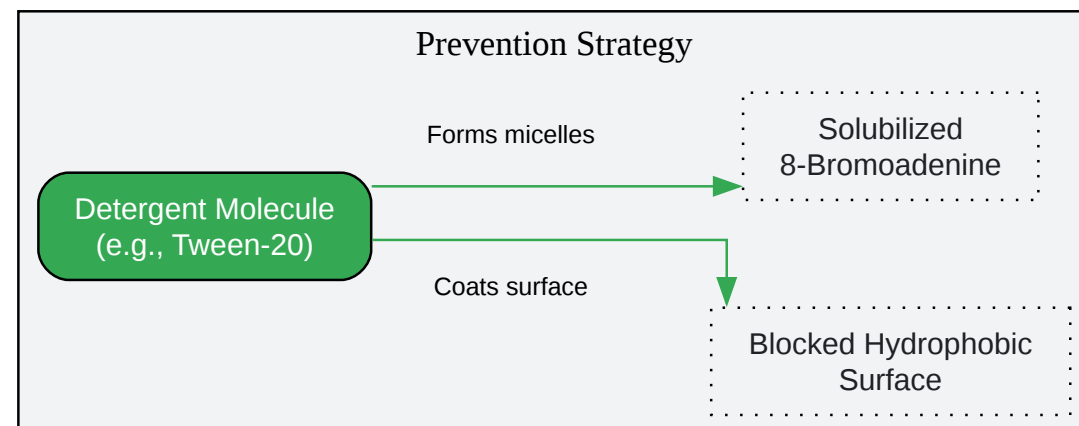 Prevention Strategy
Forms micelles
Solubilized
8-Bromoadenine
Detergent Molecule
(e.g., Tween-20)
Coats surface
Blocked Hydrophobic
Surface